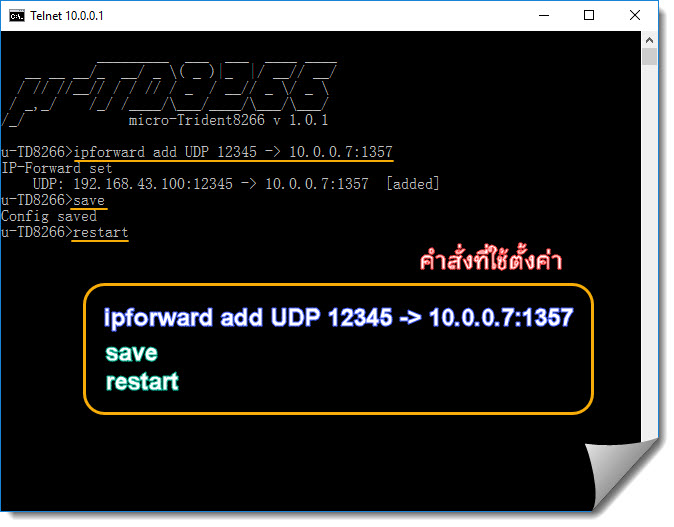 Telnet 10.0.0.1
µ-TD8266
micro-Trident8266 v 1.0.1
u-TD8266>ipforward add UDP 12345 -> 10.0.0.7:1357
IP-Forward set
UDP: 192.168.43.100:12345 -> 10.0.0.7:1357 [added]
u-TD8266>save
Config saved
u-TD8266>restart
คำสั่งที่ใช้ตั้งค่า
ipforward add UDP 12345 -> 10.0.0.7:1357
save
restart